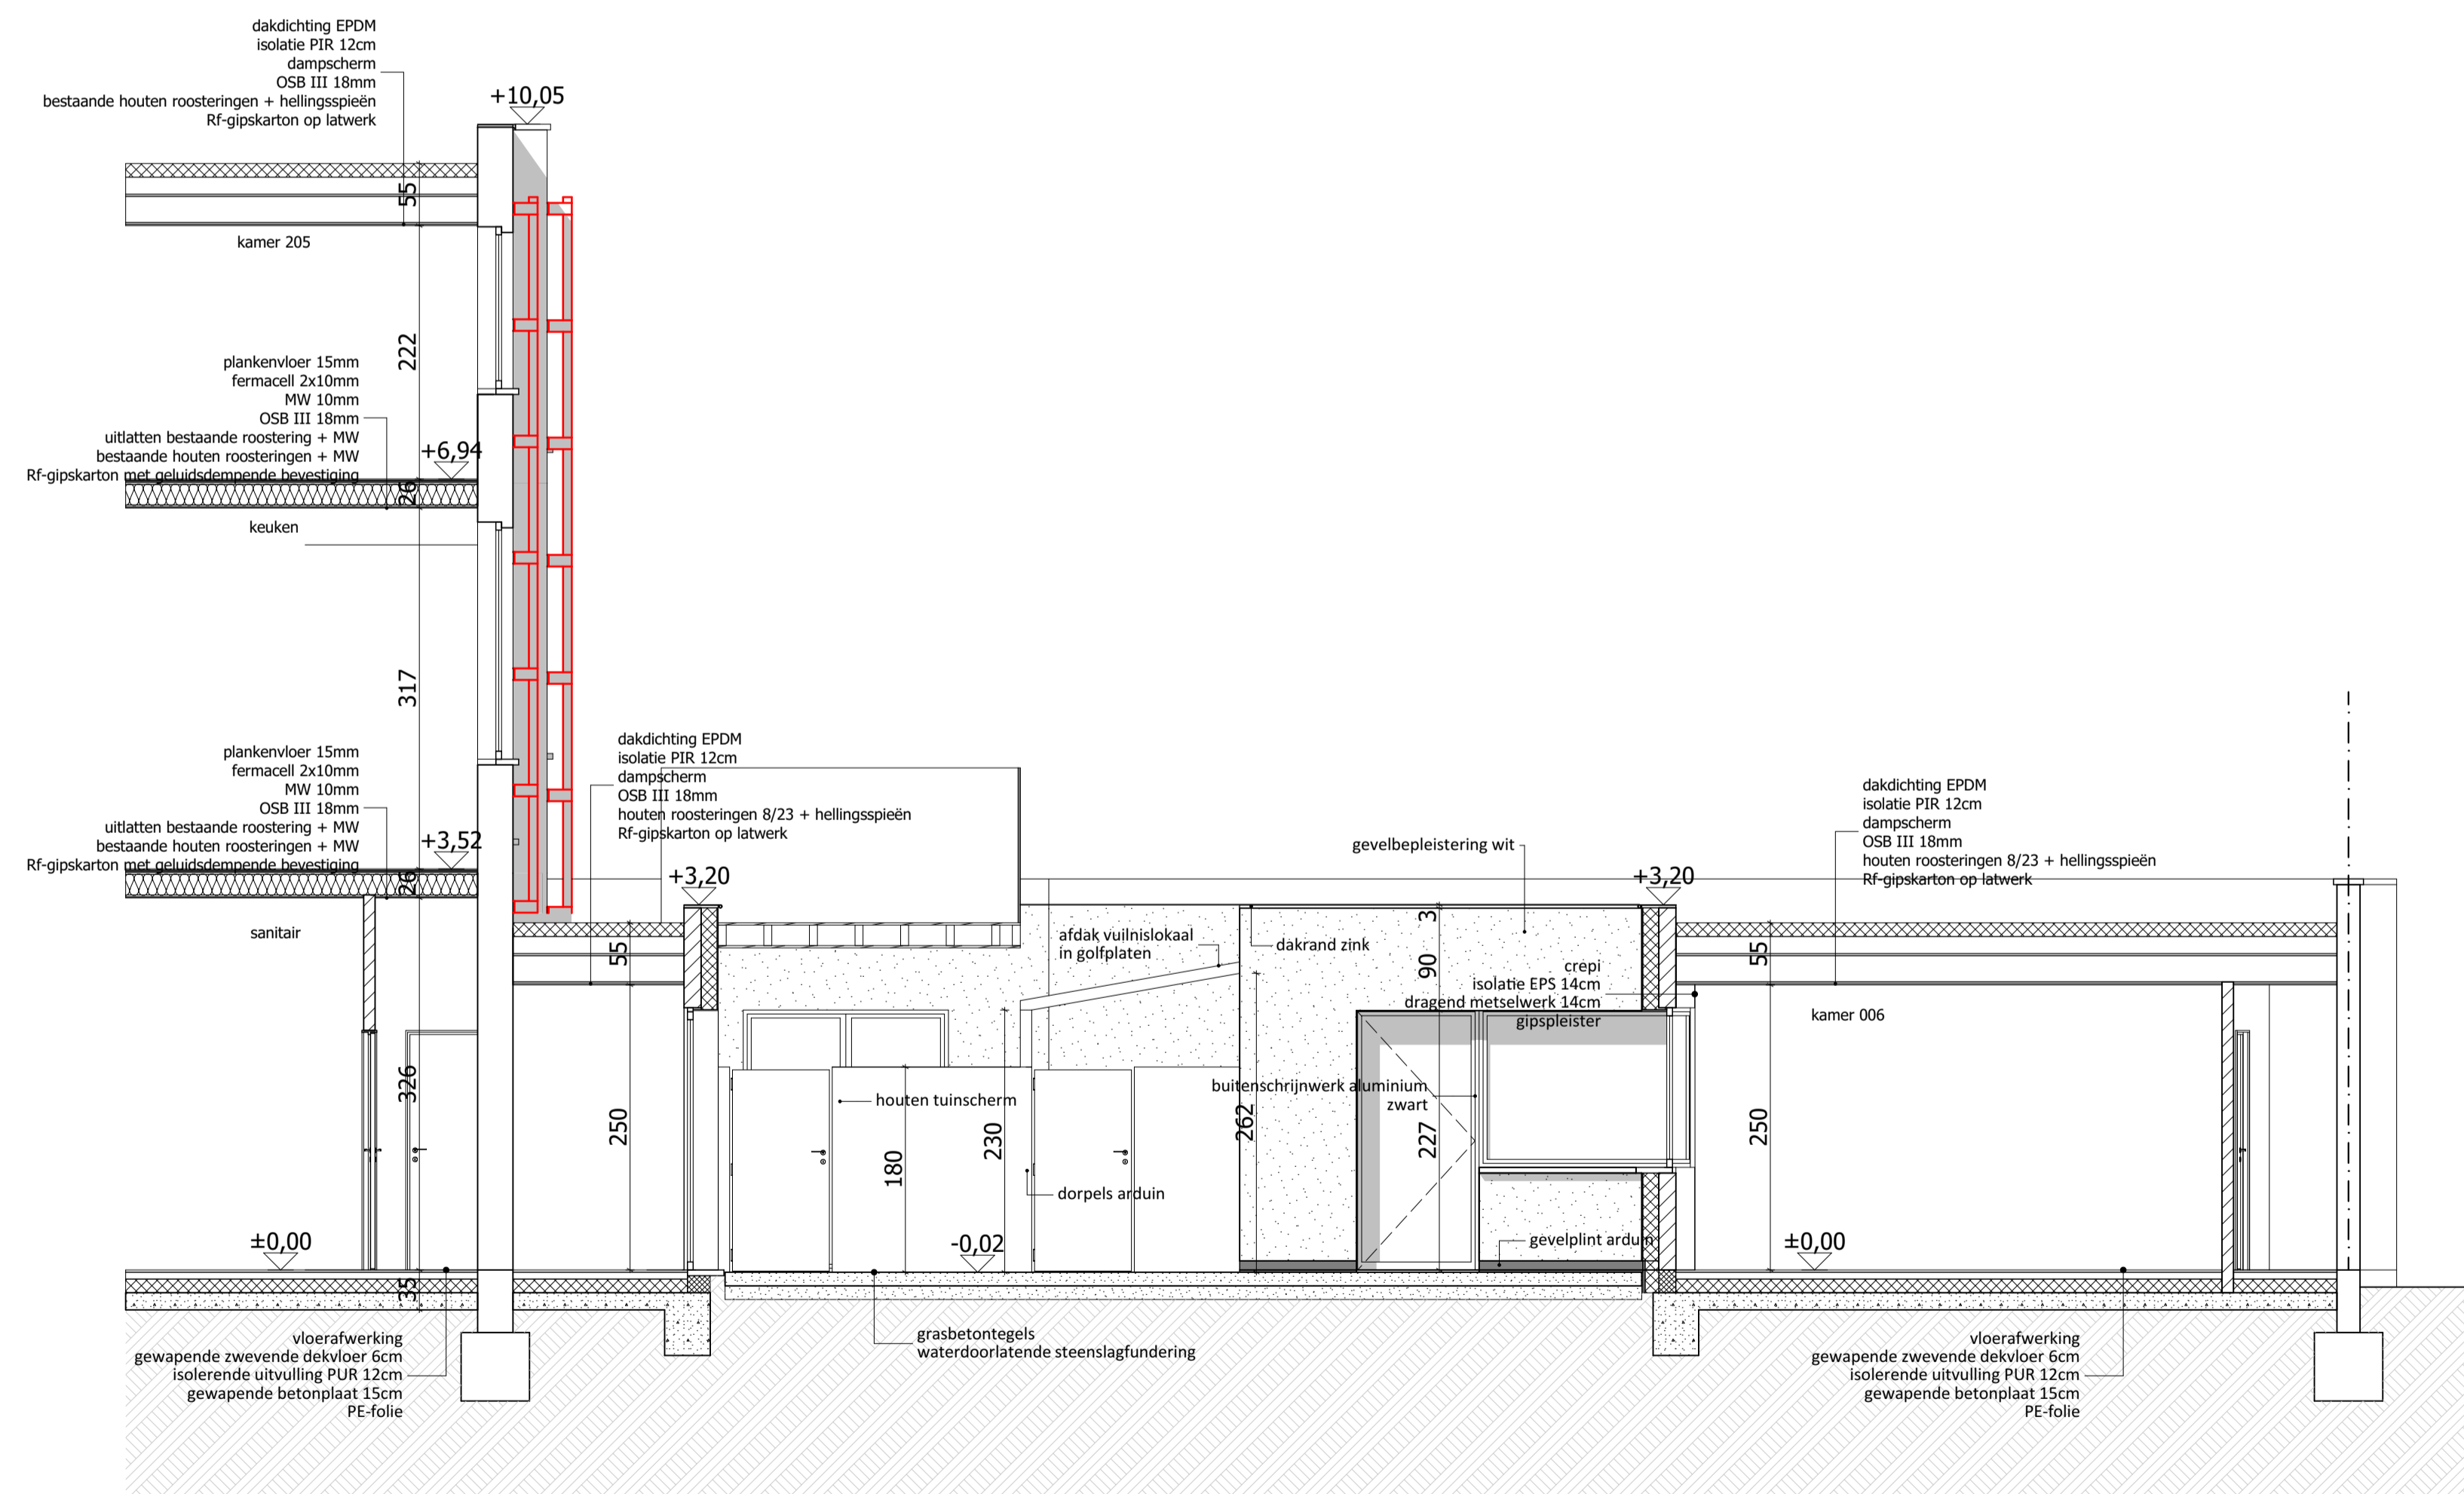 dakdichting EPDM
isolatie PIR 12cm
dampscherm
OSB III 18mm
bestaande houten roosteringen + hellingsspieën
Rf-gipskarton op latwerk
+10,05
55
kamer 205
222
plankenvloer 15mm
fermacell 2x10mm
MW 10mm
OSB III 18mm
uitlatten bestaande roostering + MW
bestaande houten roosteringen + MW
Rf-gipskarton met geluidsdempende bevestiging
+6,94
26
keuken
317
plankenvloer 15mm
fermacell 2x10mm
MW 10mm
OSB III 18mm
uitlatten bestaande roostering + MW
bestaande houten roosteringen + MW
Rf-gipskarton met geluidsdempende bevestiging
+3,52
26
sanitair
326
±0,00
35
vloerafwerking
gewapende zwevende dekvloer 6cm
isolerende uitvulling PUR 12cm
gewapende betonplaat 15cm
PE-folie
dakdichting EPDM
isolatie PIR 12cm
dampscherm
OSB III 18mm
houten roosteringen 8/23 + hellingsspieën
Rf-gipskarton op latwerk
+3,20
55
250
houten tuinscherm
180
230
afdak vuilnislokaal
in golfplaten
dorpels arduin
-0,02
grasbetontegels
waterdoorlatende steenslagfundering
262
dakrand zink
gevelbepleistering wit
3
90
227
crepi
isolatie EPS 14cm
dragend metselwerk 14cm
gipspleister
buitenschrijnwerk aluminium
zwart
gevelplint arduin
+3,20
dakdichting EPDM
isolatie PIR 12cm
dampscherm
OSB III 18mm
houten roosteringen 8/23 + hellingsspieën
Rf-gipskarton op latwerk
55
kamer 006
250
±0,00
vloerafwerking
gewapende zwevende dekvloer 6cm
isolerende uitvulling PUR 12cm
gewapende betonplaat 15cm
PE-folie